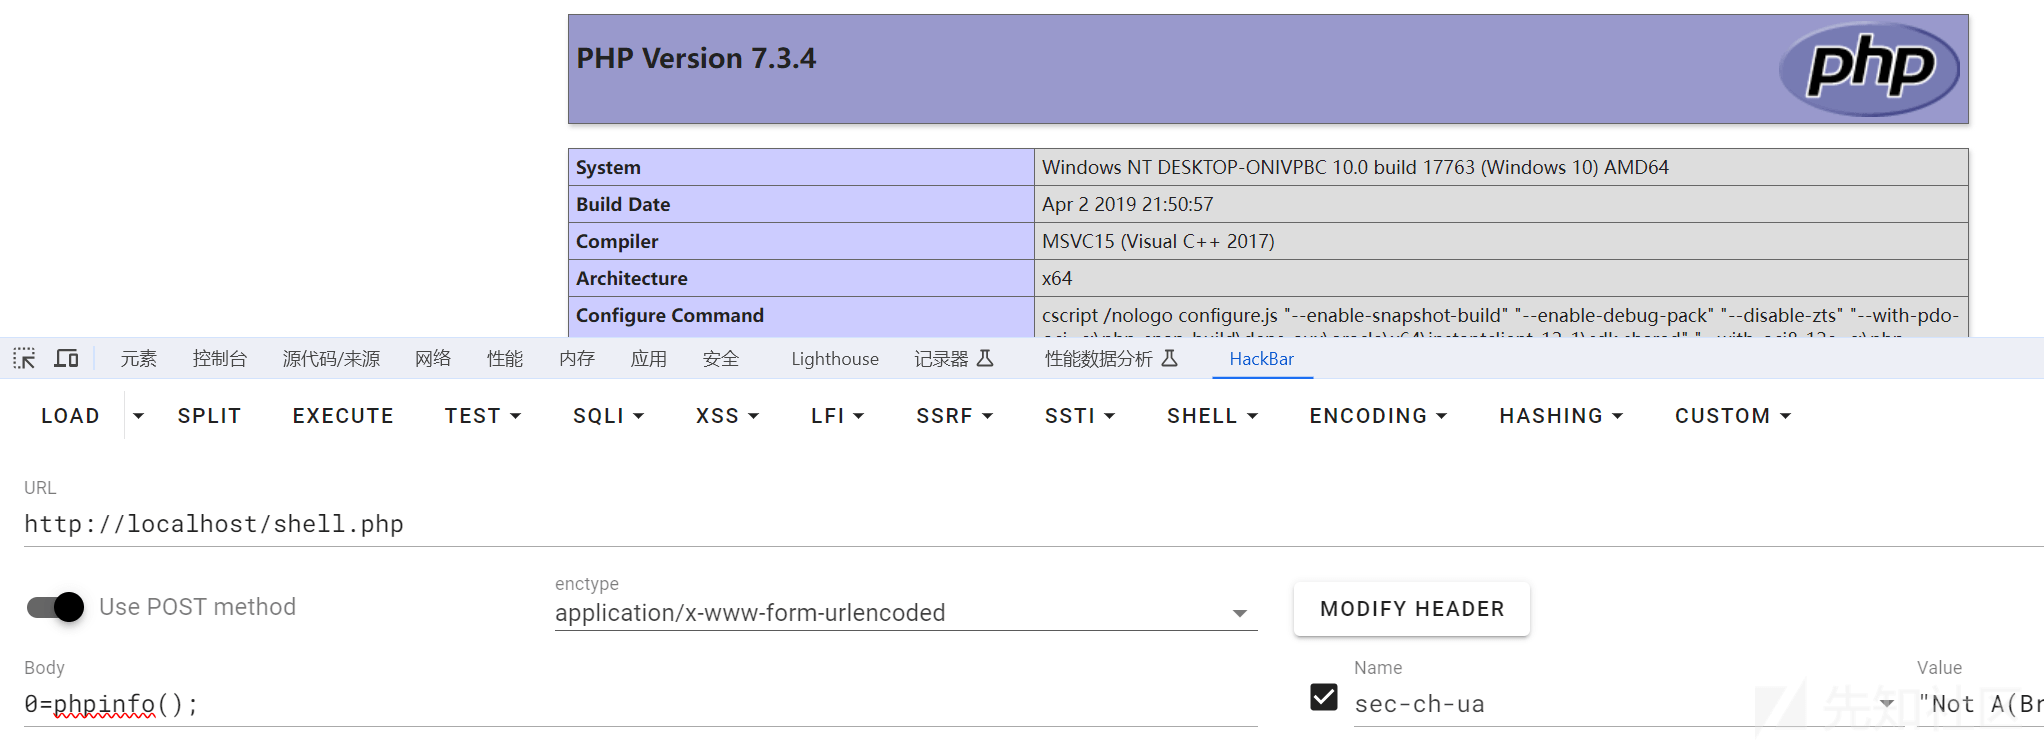 PHP Version 7.3.4
php
System Windows NT DESKTOP-ONIVPBC 10.0 build 17763 (Windows 10) AMD64
Build Date Apr 2 2019 21:50:57
Compiler MSVC15 (Visual C++ 2017)
Architecture x64
Configure Command cscript /nologo configure.js "--enable-snapshot-build" "--enable-debug-pack" "--disable-zts" "--with-pdo-
元素 控制台 源代码/来源 网络 性能 内存 应用 安全 Lighthouse 记录器 性能数据分析 HackBar
LOAD SPLIT EXECUTE TEST SQLI XSS LFI SSRF SSTI SHELL ENCODING HASHING CUSTOM
URL
http://localhost/shell.php
Use POST method
enctype
application/x-www-form-urlencoded
MODIFY HEADER
Body
0=phpinfo();
Name Value
sec-ch-ua "Not A(Br
先知社区